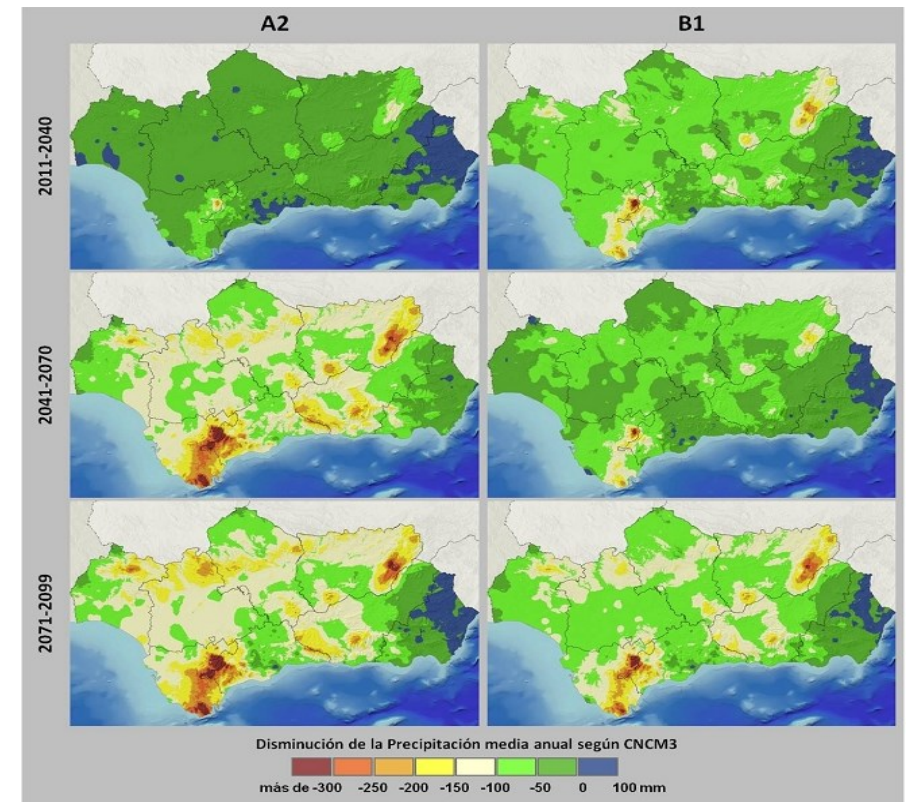 A2 B1
2011-2040
2041-2070
2071-2099
Disminución de la Precipitación media anual según CNCM3
màs de -300 -250 -200 -150 -100 -50 0 100 mm